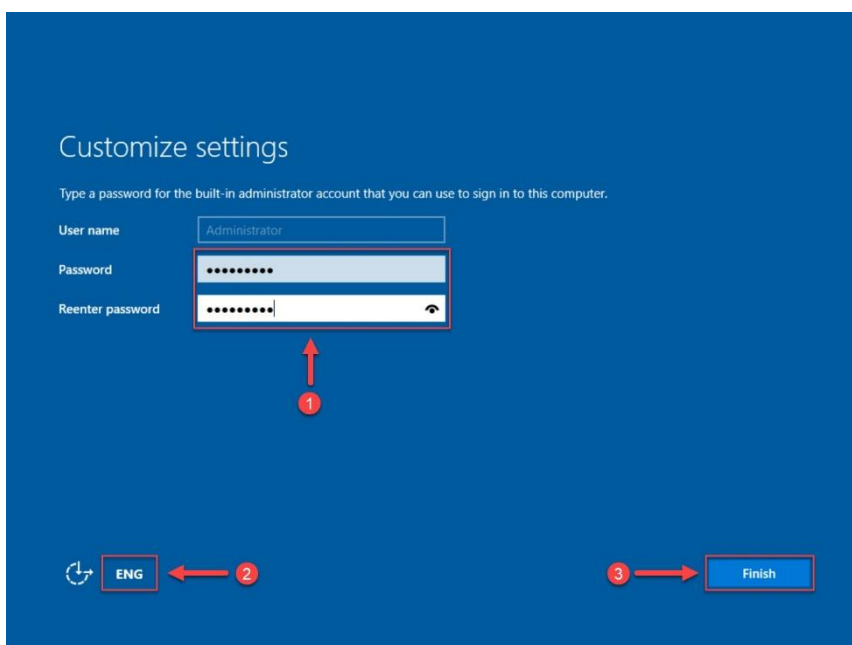 Customize settings
Type a password for the built-in administrator account that you can use to sign in to this computer.
User name Administrator
Password •••••••••
Reenter password •••••••••
1
ENG 2 3 Finish